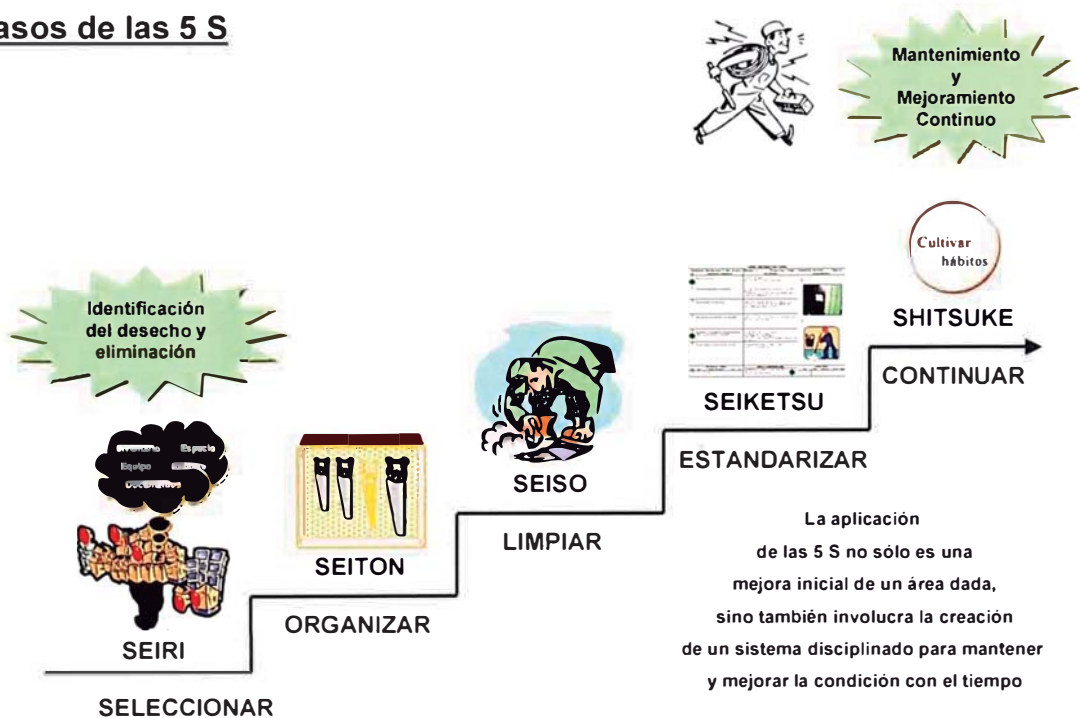 asos de las 5 S
Mantenimiento
y
Mejoramiento
Continuo
Cultivar
hábitos
SHITSUKE
CONTINUAR
SEIKETSU
ESTANDARIZAR
SEISO
LIMPIAR
SEITON
ORGANIZAR
Identificación
del desecho y
eliminación
Espacio
Equipo
SEIRI
SELECCIONAR
La aplicación
de las 5 S no sólo es una
mejora inicial de un área dada,
sino también involucra la creación
de un sistema disciplinado para mantener
y mejorar la condición con el tiempo